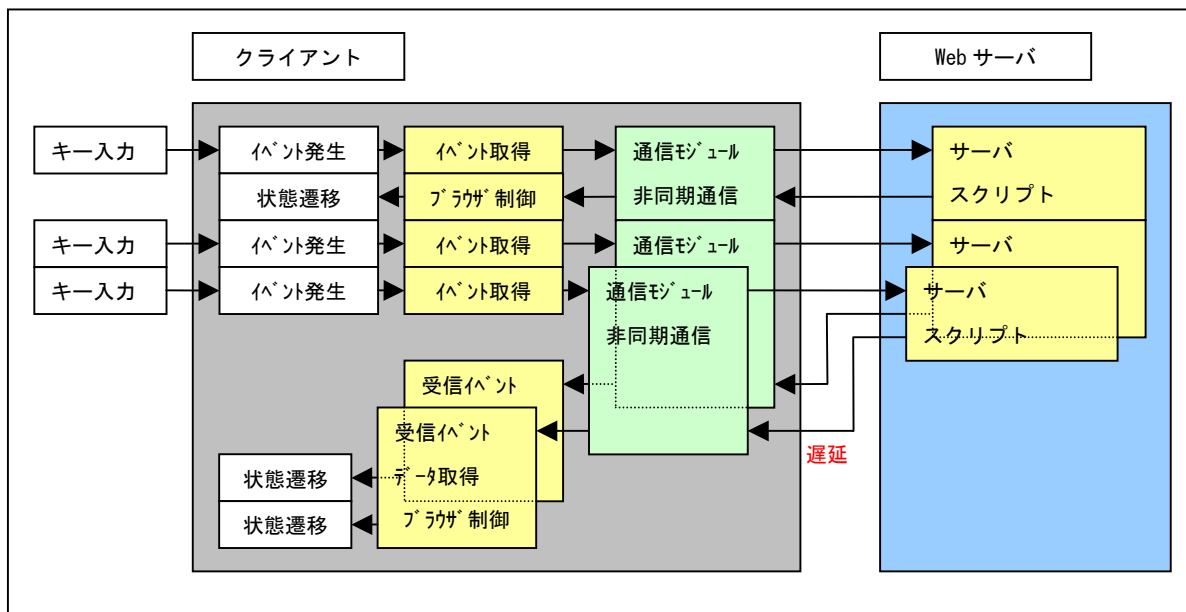 クライアント
Web サーバ
キー入力
ｲﾍﾞﾝﾄ発生
ｲﾍﾞﾝﾄ取得
通信ﾓｼﾞｭｰﾙ
サーバ
状態遷移
ﾌﾞﾗｳｻﾞ制御
非同期通信
スクリプト
キー入力
ｲﾍﾞﾝﾄ発生
ｲﾍﾞﾝﾄ取得
通信ﾓｼﾞｭｰﾙ
サーバ
キー入力
ｲﾍﾞﾝﾄ発生
ｲﾍﾞﾝﾄ取得
通信ﾓｼﾞｭｰﾙ
サーバ
非同期通信
スクリプト
受信ｲﾍﾞﾝﾄ
受信ｲﾍﾞﾝﾄ
遅延
状態遷移
ﾃﾞｰﾀ取得
状態遷移
ﾌﾞﾗｳｻﾞ制御